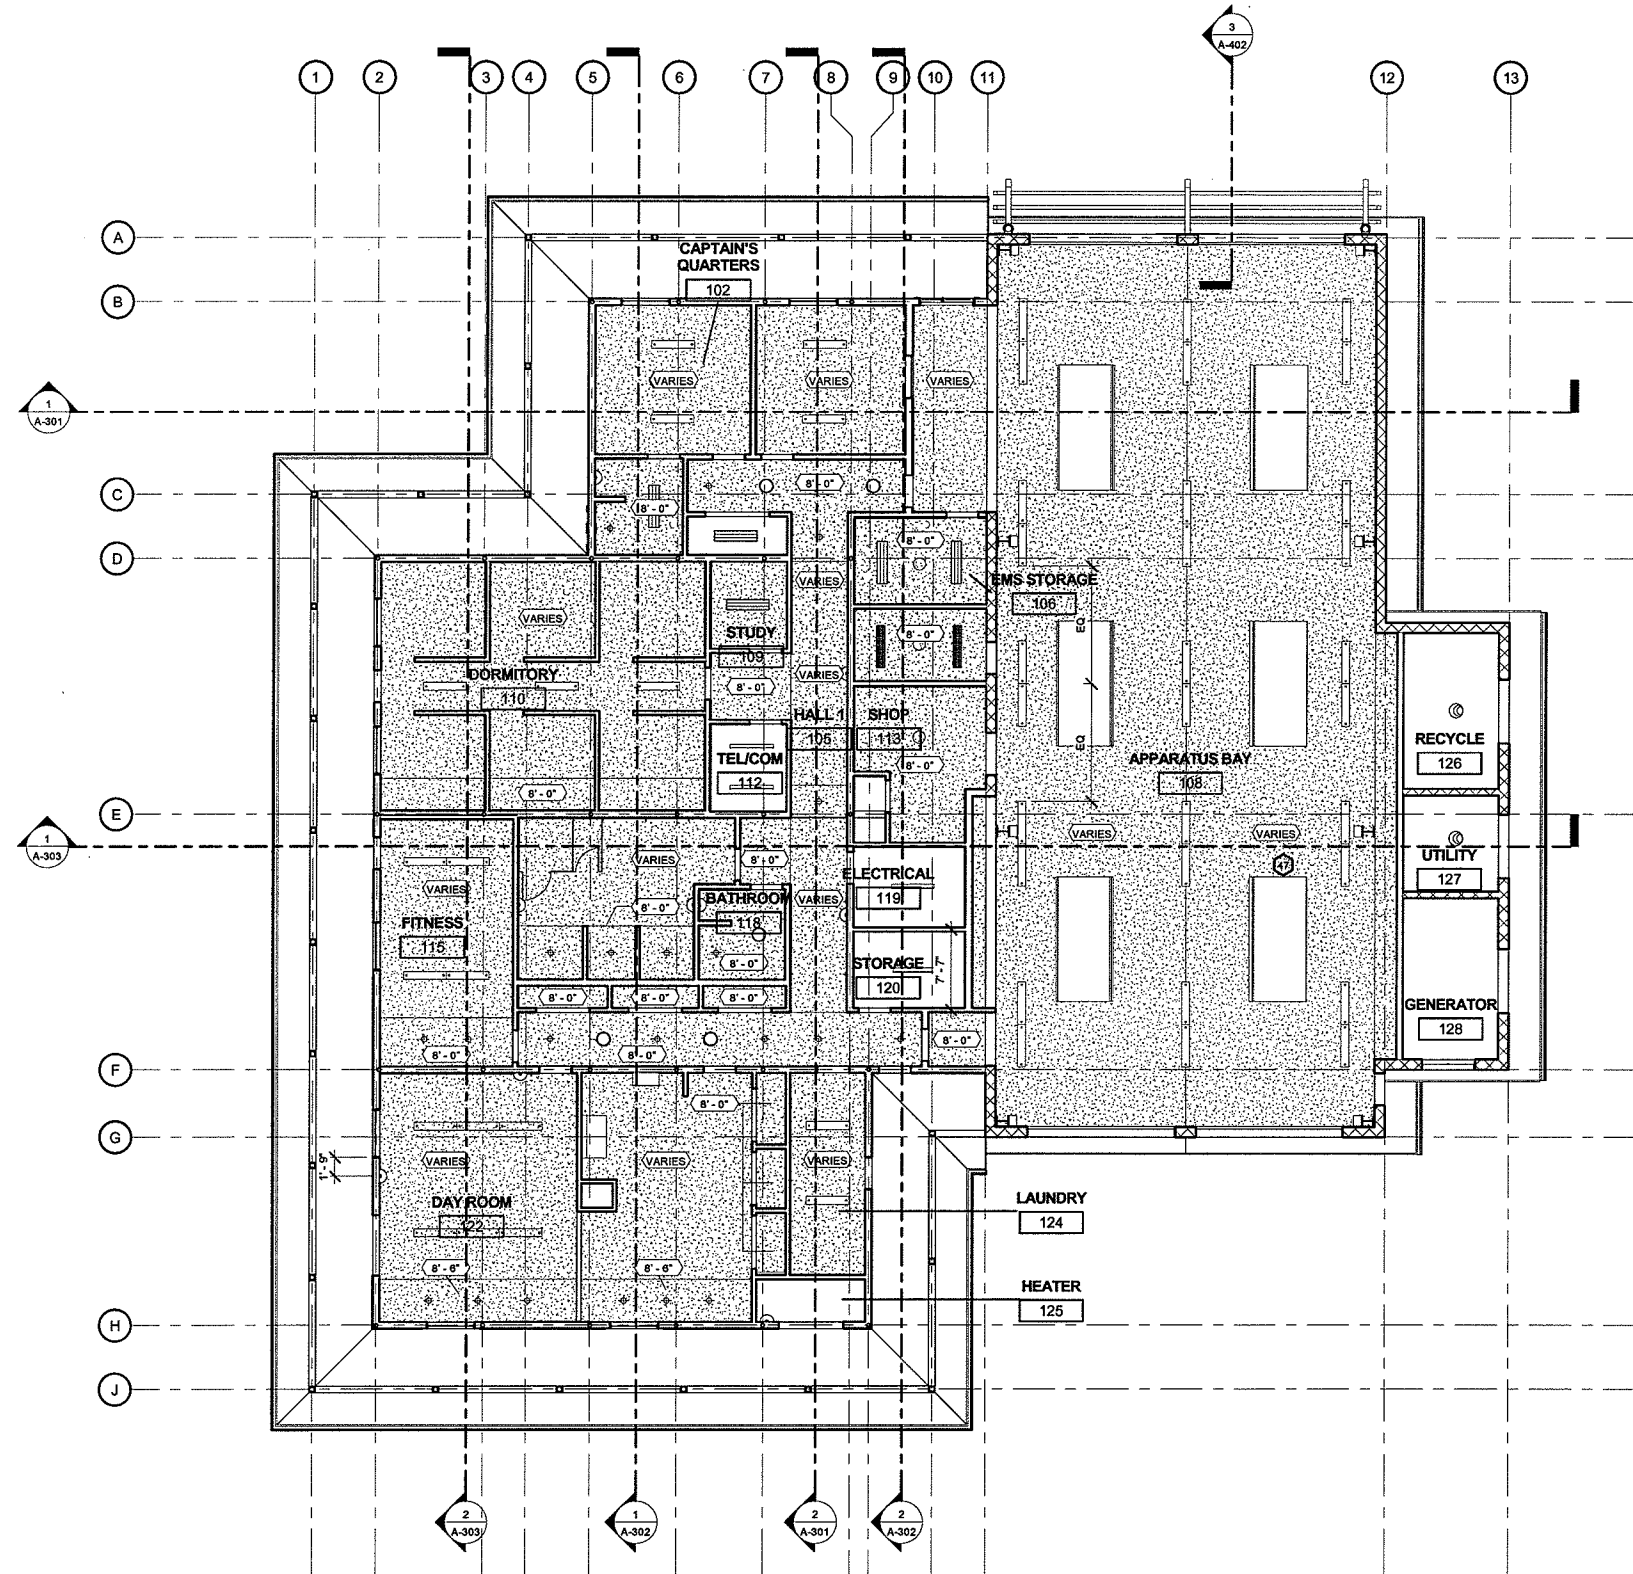 3
A-402
1 2 3 4 5 6 7 8 9 10 11 12 13
A
CAPTAIN'S
QUARTERS
102
B
VARIES VARIES VARIES
1
A-301
C
8' - 0"
8' - 0"
8' - 0"
D
EMS STORAGE
106
VARIES
VARIES
EQ
STUDY
109
8' - 0"
DORMITORY
110
VARIES
8' - 0"
HALL 1
105
SHOP
113
EQ
RECYCLE
126
TEL/COM
112
8' - 0"
APPARATUS BAY
108
8' - 0"
E
1
A-303
VARIES
8' - 0"
VARIES VARIES
47
UTILITY
127
ELECTRICAL
119
VARIES
BATHROOM
118
VARIES
8' - 0"
FITNESS
115
8' - 0"
STORAGE
120
7' - 7"
8' - 0" 8' - 0" 8' - 0"
GENERATOR
128
8' - 0"
8' - 0" 8' - 0"
F
8' - 0"
G
VARIES VARIES VARIES
1' - 9"
DAY ROOM
122
LAUNDRY
124
8' - 6" 8' - 6"
HEATER
125
H
J
2
A-303
1
A-302
2
A-301
2
A-302